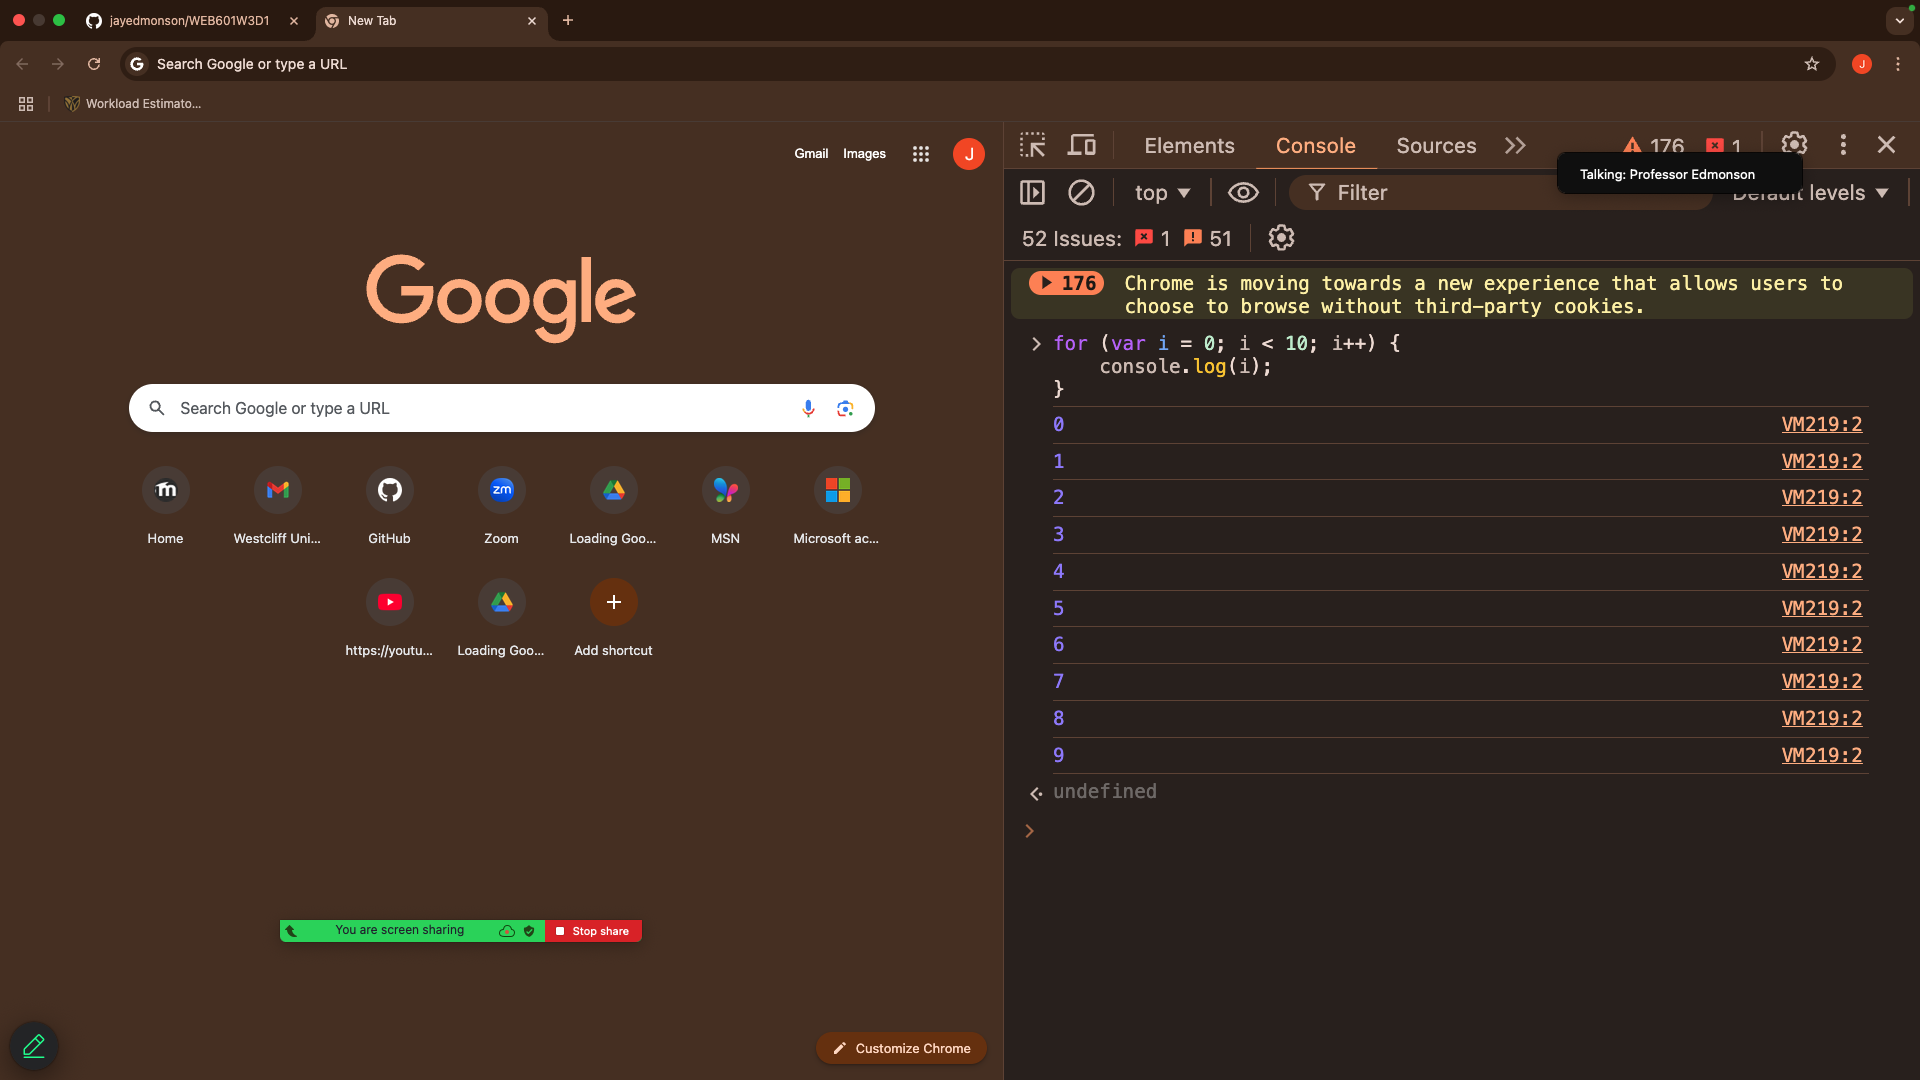 jayedmonson/WEB601W3D1
New Tab
Search Google or type a URL
J
Workload Estimato...
Gmail
Images
J
Google
Search Google or type a URL
Home
Westcliff Uni...
GitHub
zm
Zoom
Loading Goo...
MSN
Microsoft ac...
https://youtu...
Loading Goo...
Add shortcut
You are screen sharing
Stop share
Customize Chrome
Elements
Console
Sources
176
1
Talking: Professor Edmonson
top
Filter
Default levels
52 Issues:
1
51
176
Chrome is moving towards a new experience that allows users to
choose to browse without third-party cookies.
for (var i = 0; i < 10; i++) {
console.log(i);
}
0 VM219:2
1 VM219:2
2 VM219:2
3 VM219:2
4 VM219:2
5 VM219:2
6 VM219:2
7 VM219:2
8 VM219:2
9 VM219:2
undefined